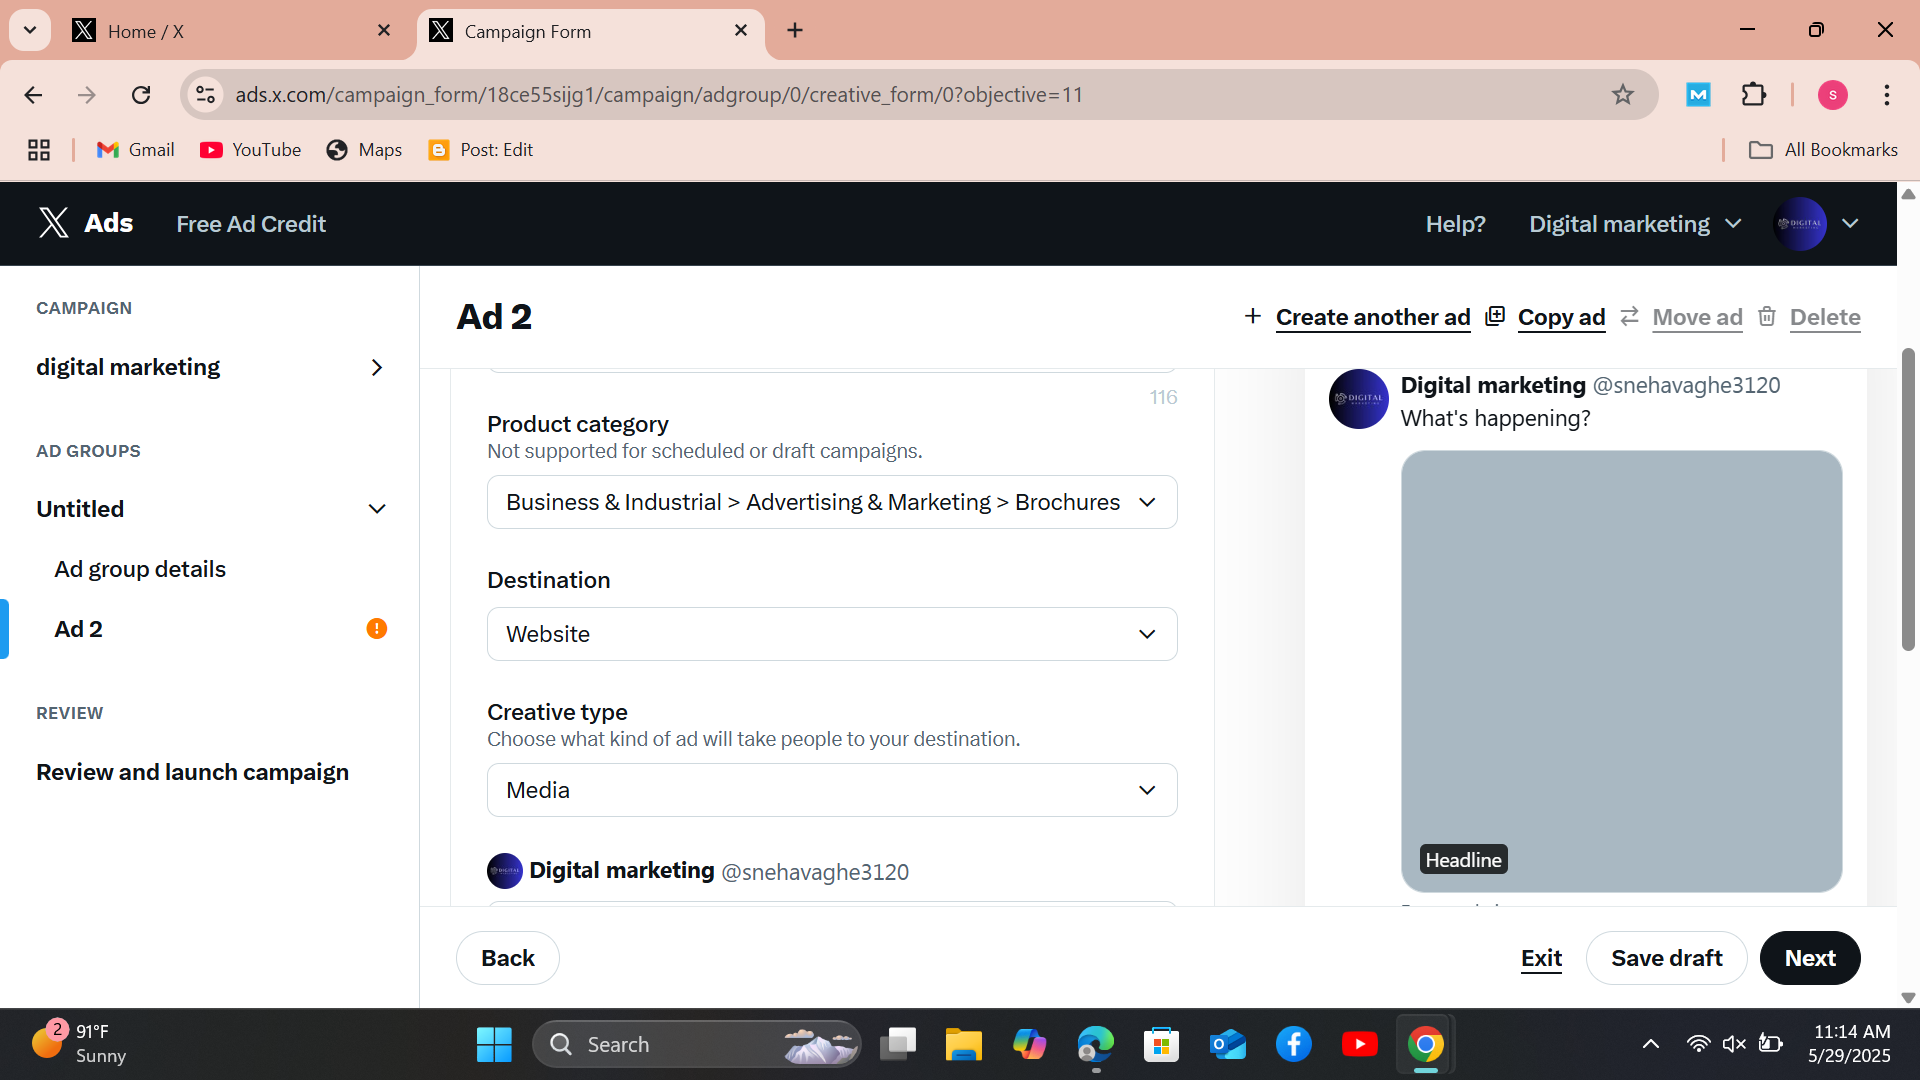 Home / X
Campaign Form
ads.x.com/campaign_form/18ce55sijg1/campaign/adgroup/0/creative_form/0?objective=11
S
Gmail
YouTube
Maps
Post: Edit
All Bookmarks
Ads
Free Ad Credit
Help?
Digital marketing
CAMPAIGN
digital marketing
AD GROUPS
Untitled
Ad group details
Ad 2
REVIEW
Review and launch campaign
Ad 2
Create another ad
Copy ad
Move ad
Delete
116
Product category
Not supported for scheduled or draft campaigns.
Business & Industrial > Advertising & Marketing > Brochures
Destination
Website
Creative type
Choose what kind of ad will take people to your destination.
Media
Digital marketing @snehavaghe3120
Digital marketing @snehavaghe3120
What's happening?
Headline
Back
Exit
Save draft
Next
2
91°F
Sunny
Search
11:14 AM
5/29/2025